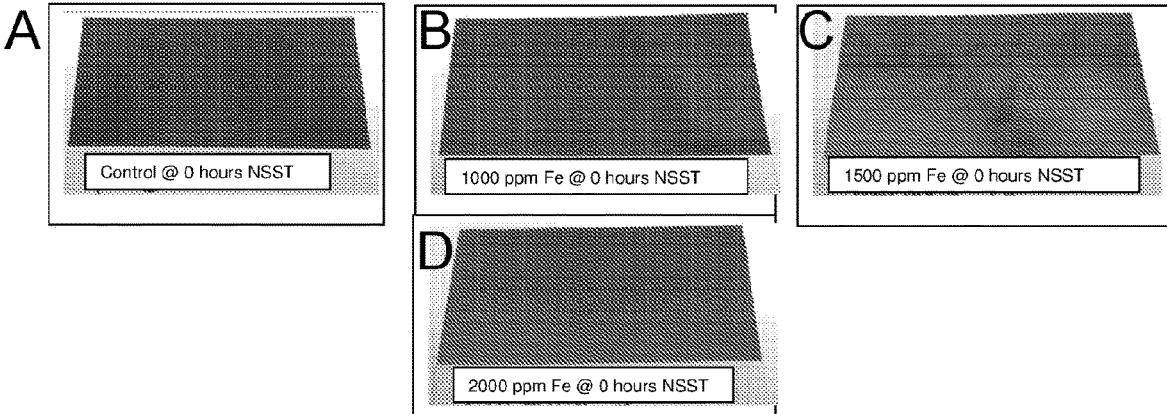 A
Control @ 0 hours NSST
B
1000 ppm Fe @ 0 hours NSST
C
1500 ppm Fe @ 0 hours NSST
D
2000 ppm Fe @ 0 hours NSST